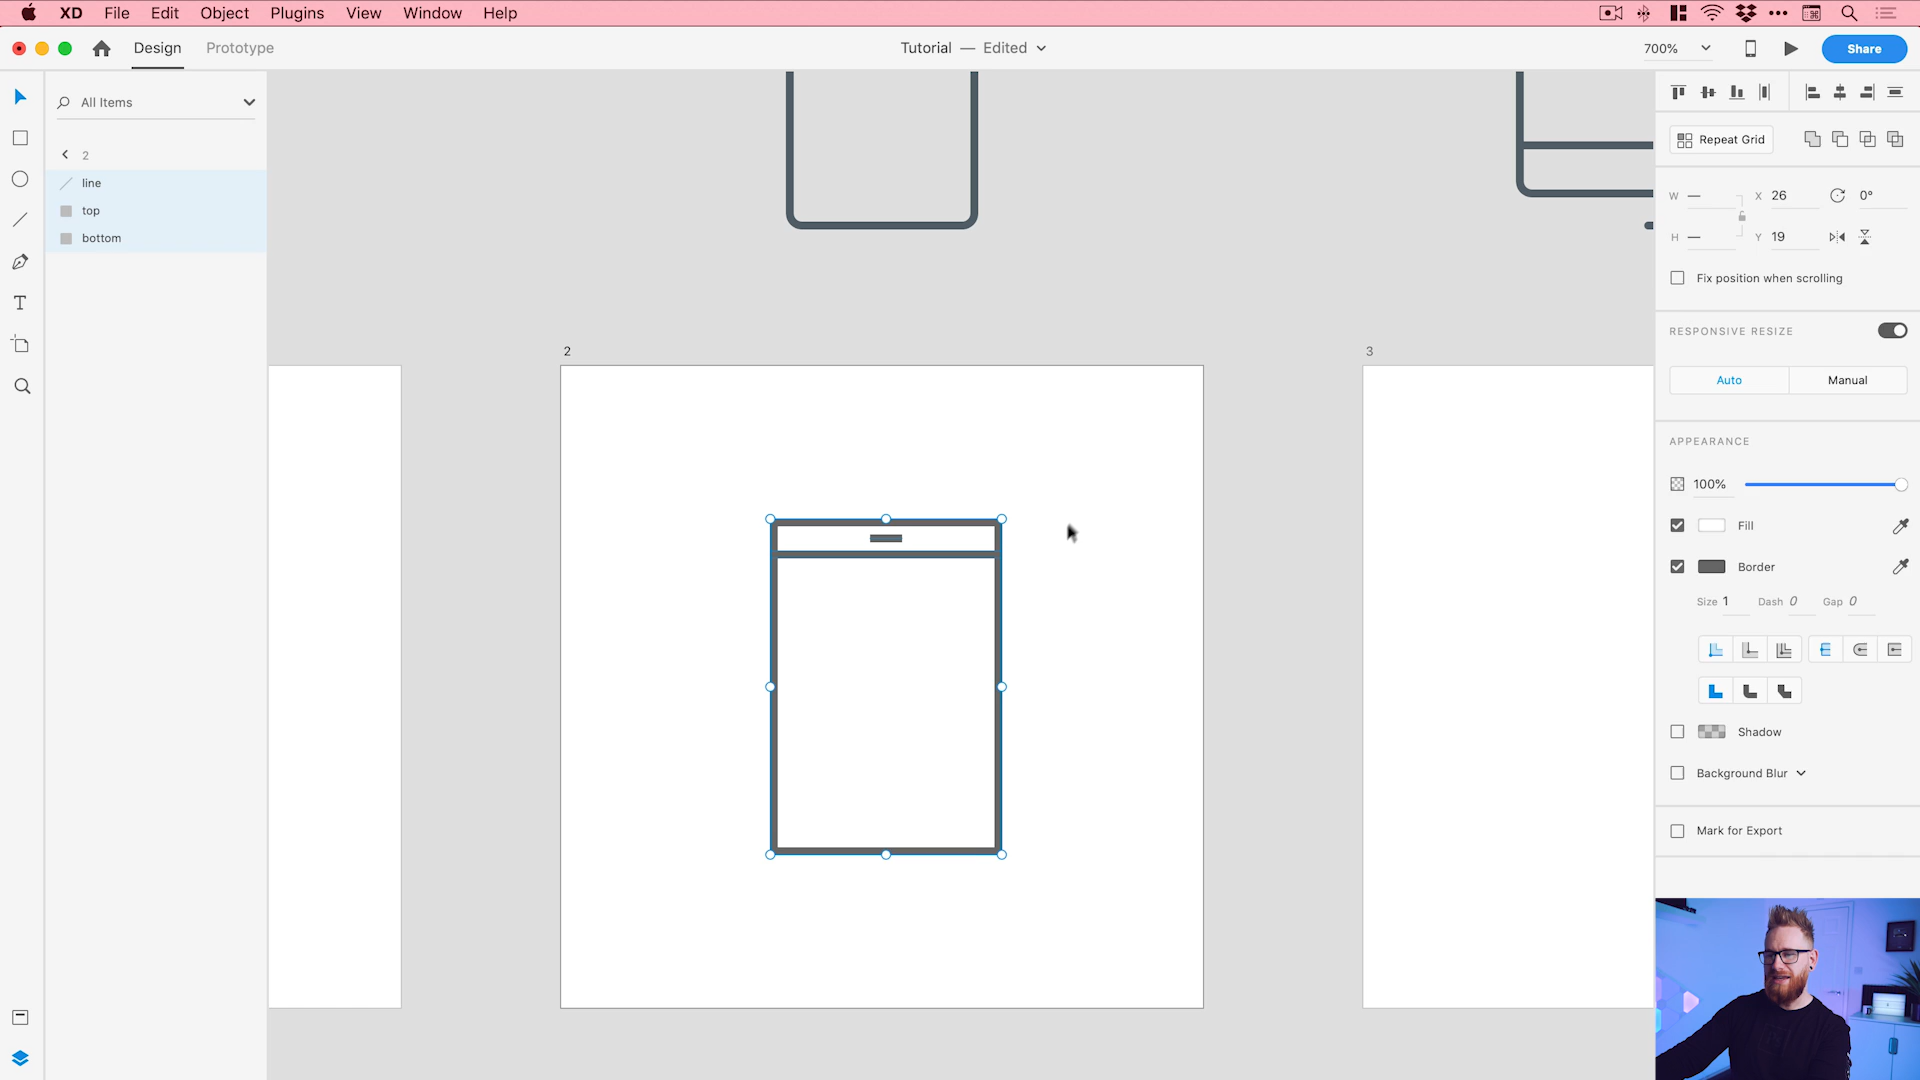 XD File Edit Object Plugins View Window Help
Design Prototype
Tutorial — Edited
700%
Share
All Items
2
line
top
bottom
2
3
Repeat Grid
W — X 26 0°
H — Y 19
Fix position when scrolling
RESPONSIVE RESIZE
Auto Manual
APPEARANCE
100%
Fill
Border
Size 1 Dash 0 Gap 0
Shadow
Background Blur
Mark for Export